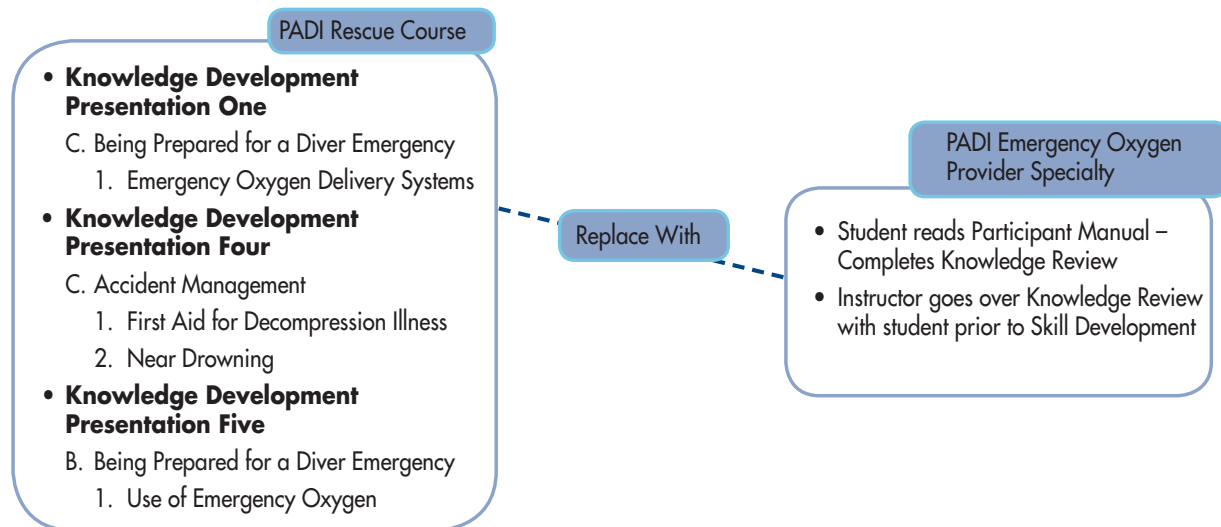 PADI Rescue Course
• Knowledge Development
Presentation One
C. Being Prepared for a Diver Emergency
1. Emergency Oxygen Delivery Systems
• Knowledge Development
Presentation Four
C. Accident Management
1. First Aid for Decompression Illness
2. Near Drowning
• Knowledge Development
Presentation Five
B. Being Prepared for a Diver Emergency
1. Use of Emergency Oxygen
Replace With
PADI Emergency Oxygen
Provider Specialty
• Student reads Participant Manual –
Completes Knowledge Review
• Instructor goes over Knowledge Review
with student prior to Skill Development